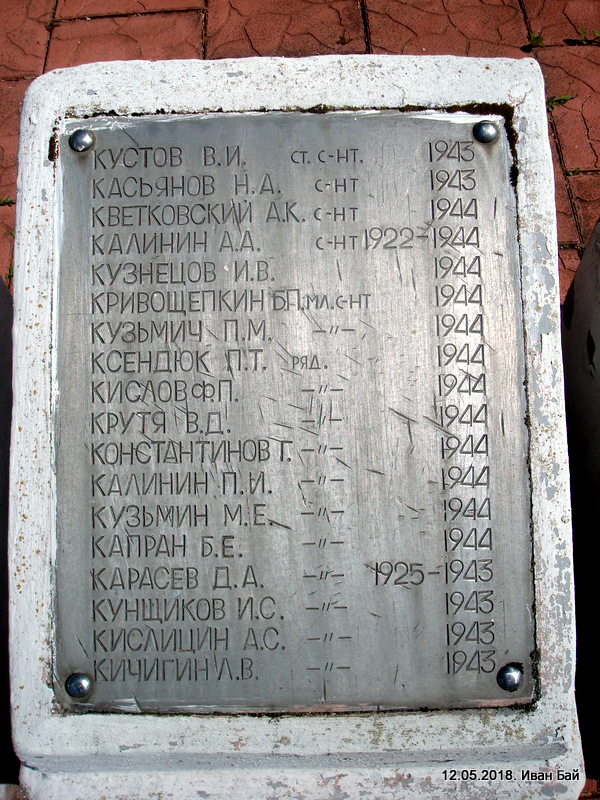 КУСТОВ В.И. СТ. С-НТ. 1943
КАСЬЯНОВ Н.А. С-НТ 1943
КВЕТКОВСКИЙ А.К. С-НТ 1944
КАЛИНИН А.А. С-НТ 1922-1944
КУЗНЕЦОВ И.В. 1944
КРИВОЩЕПКИН Б.П. МЛ. С-НТ 1944
КУЗЬМИЧ П.М. –"– 1944
КСЕНДЮК П.Т. РЯД. 1944
КИСЛОВ Ф.П. –"– 1944
КРУТЯ В.Д. –"– 1944
КОНСТАНТИНОВ Г. –"– 1944
КАЛИНИН П.И. –"– 1944
КУЗЬМИН М.Е. –"– 1944
КАПРАН Б.Е. –"– 1944
КАРАСЕВ Д.А. –"– 1925-1943
КУНЩИКОВ И.С. –"– 1943
КИСЛИЦИН А.С. –"– 1943
КИЧИГИН Л.В. –"– 1943
12.05.2018. Иван Бай